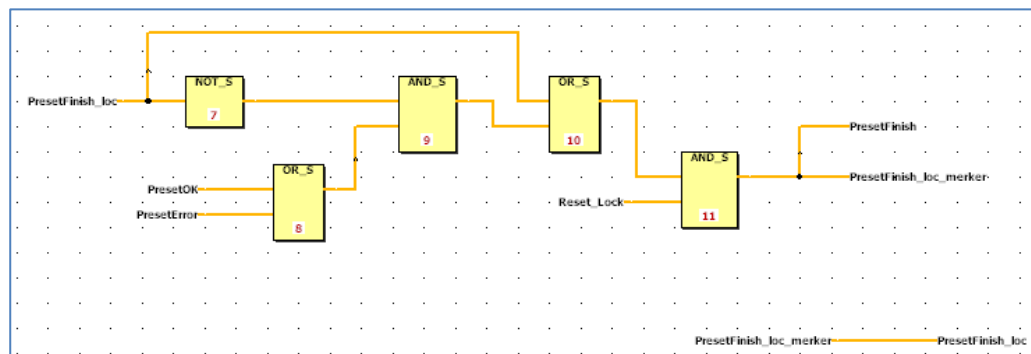 NOT_S
AND_S
OR_S
PresetFinish_loc
7
9
10
PresetFinish
AND_S
OR_S
PresetOK
PresetFinish_loc_merker
Reset_Lock
PresetError
11
8
PresetFinish_loc_merker
PresetFinish_loc